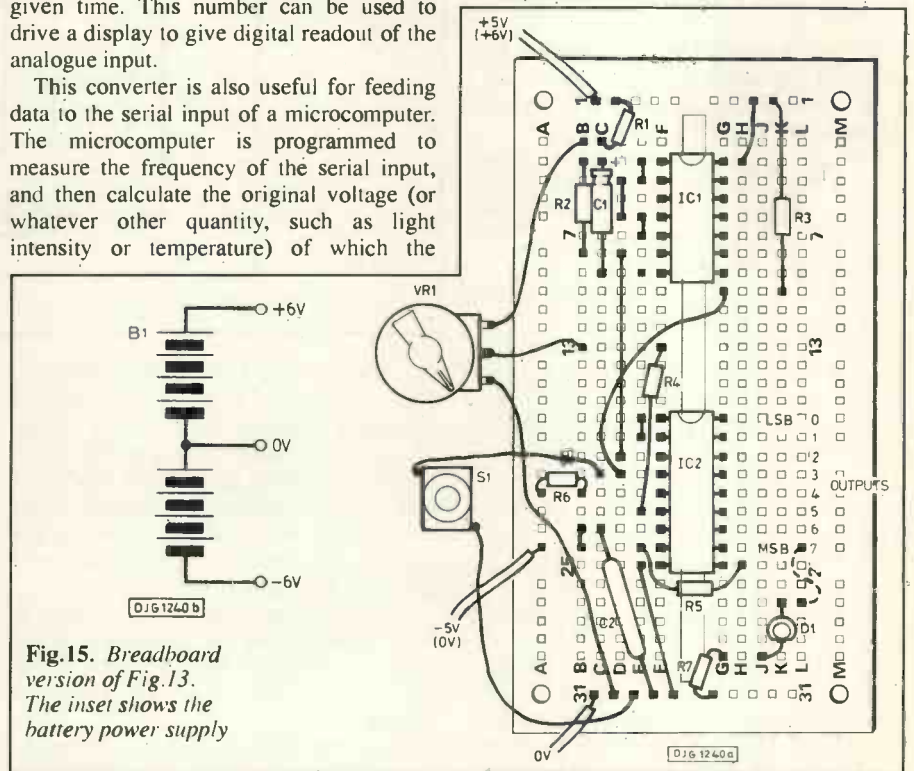 given time. This number can be used to
drive a display to give digital readout of the
analogue input.
This converter is also useful for feeding
data to the serial input of a microcomputer.
The microcomputer is programmed to
measure the frequency of the serial input,
and then calculate the original voltage (or
whatever other quantity, such as light
intensity or temperature) of which the
+5V
(+6V)
A B C F G H J K L M
1 1
R1
R2 C1 IC1 R3
7 7
VR1
13 13
R4
LSB 0
1
IC2 2
S1 3
R6 4
OUTPUTS
5
6
MSB 7
25
R5
-5V
(0V)
C2 D1
R7
A B C D E F G H J K L M
31 31
0V
DJG1240a
B1
+6V
0V
-6V
DJG1240b
Fig.15. Breadboard
version of Fig.13.
The inset shows the
battery power supply